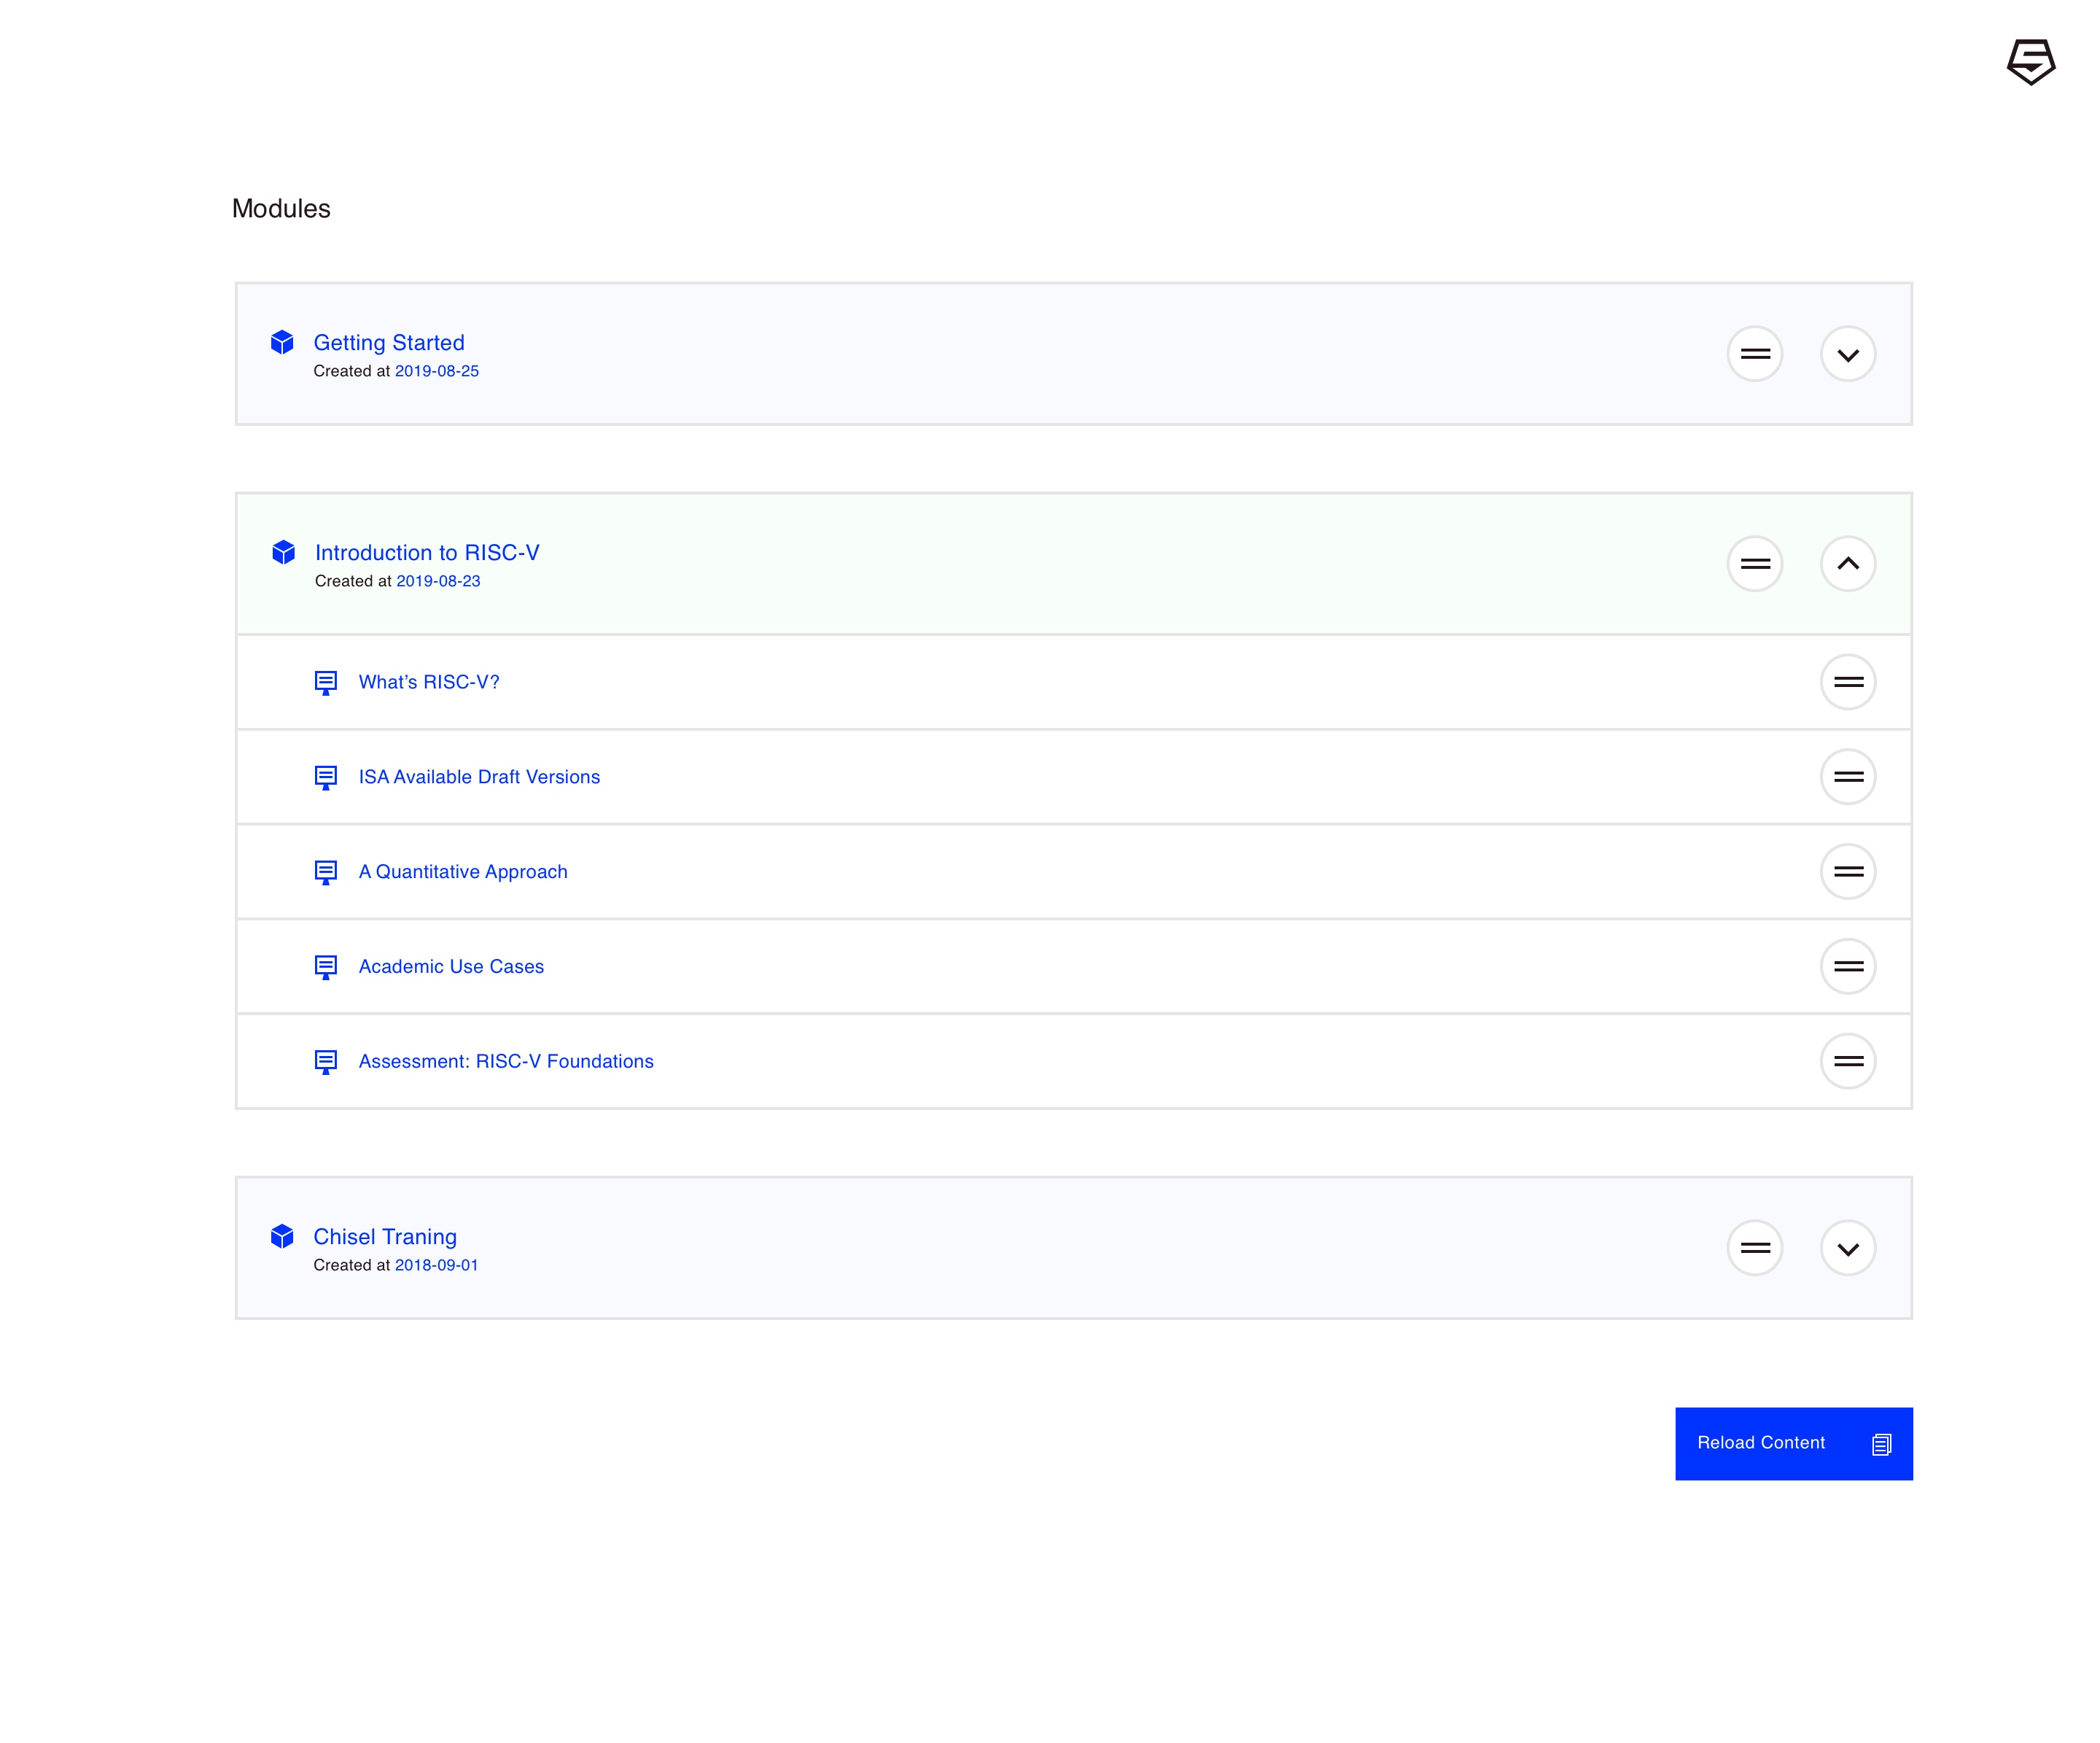 Modules
Getting Started
Created at 2019-08-25
Introduction to RISC-V
Created at 2019-08-23
What’s RISC-V?
ISA Available Draft Versions
A Quantitative Approach
Academic Use Cases
Assessment: RISC-V Foundations
Chisel Traning
Created at 2018-09-01
Reload Content